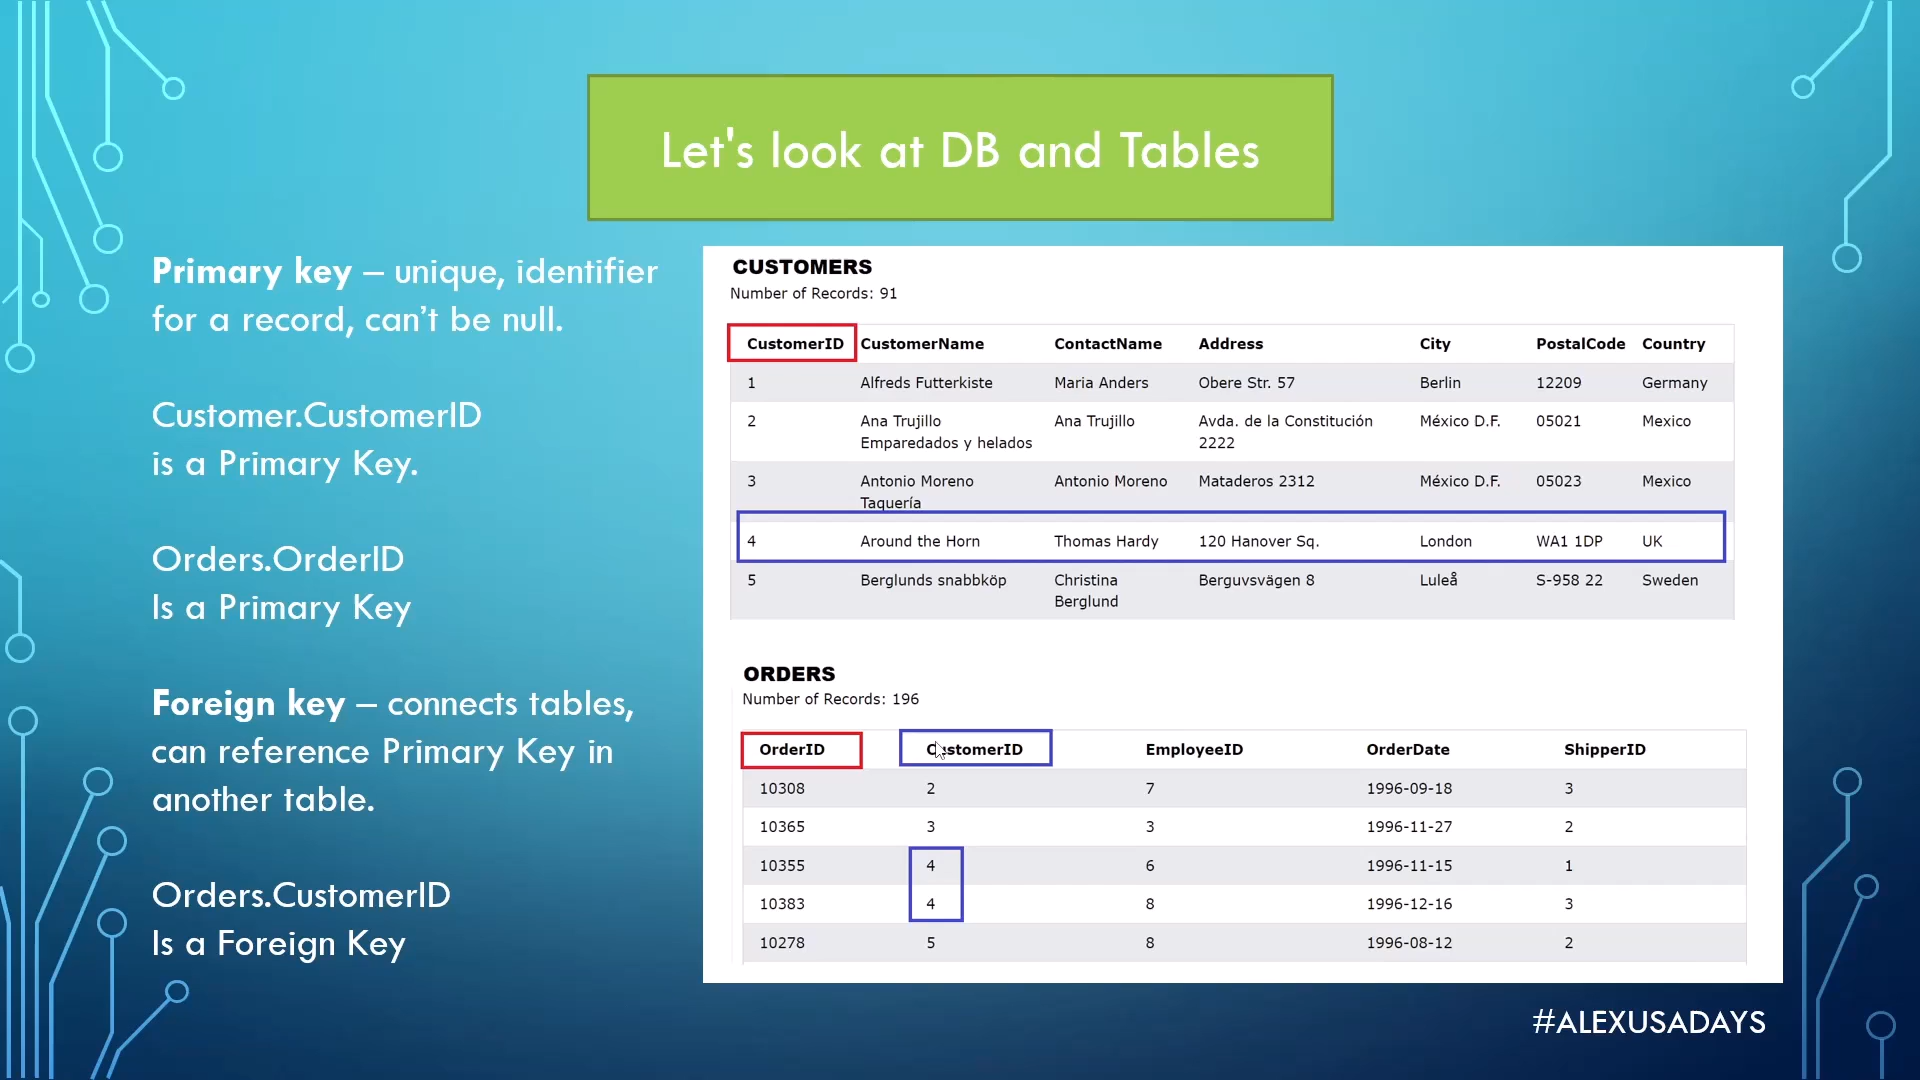 Let's look at DB and Tables
Primary key – unique, identifier
for a record, can’t be null.
Customer.CustomerID
is a Primary Key.
Orders.OrderID
Is a Primary Key
Foreign key – connects tables,
can reference Primary Key in
another table.
Orders.CustomerID
Is a Foreign Key
CUSTOMERS
Number of Records: 91
CustomerID CustomerName ContactName Address City PostalCode Country
1 Alfreds Futterkiste Maria Anders Obere Str. 57 Berlin 12209 Germany
2 Ana Trujillo Ana Trujillo Avda. de la Constitución México D.F. 05021 Mexico
Emparedados y helados 2222
3 Antonio Moreno Antonio Moreno Mataderos 2312 México D.F. 05023 Mexico
Taquería
4 Around the Horn Thomas Hardy 120 Hanover Sq. London WA1 1DP UK
5 Berglunds snabbköp Christina Berguvsvägen 8 Luleå S-958 22 Sweden
Berglund
ORDERS
Number of Records: 196
OrderID CustomerID EmployeeID OrderDate ShipperID
10308 2 7 1996-09-18 3
10365 3 3 1996-11-27 2
10355 4 6 1996-11-15 1
10383 4 8 1996-12-16 3
10278 5 8 1996-08-12 2
#ALEXUSADAYS